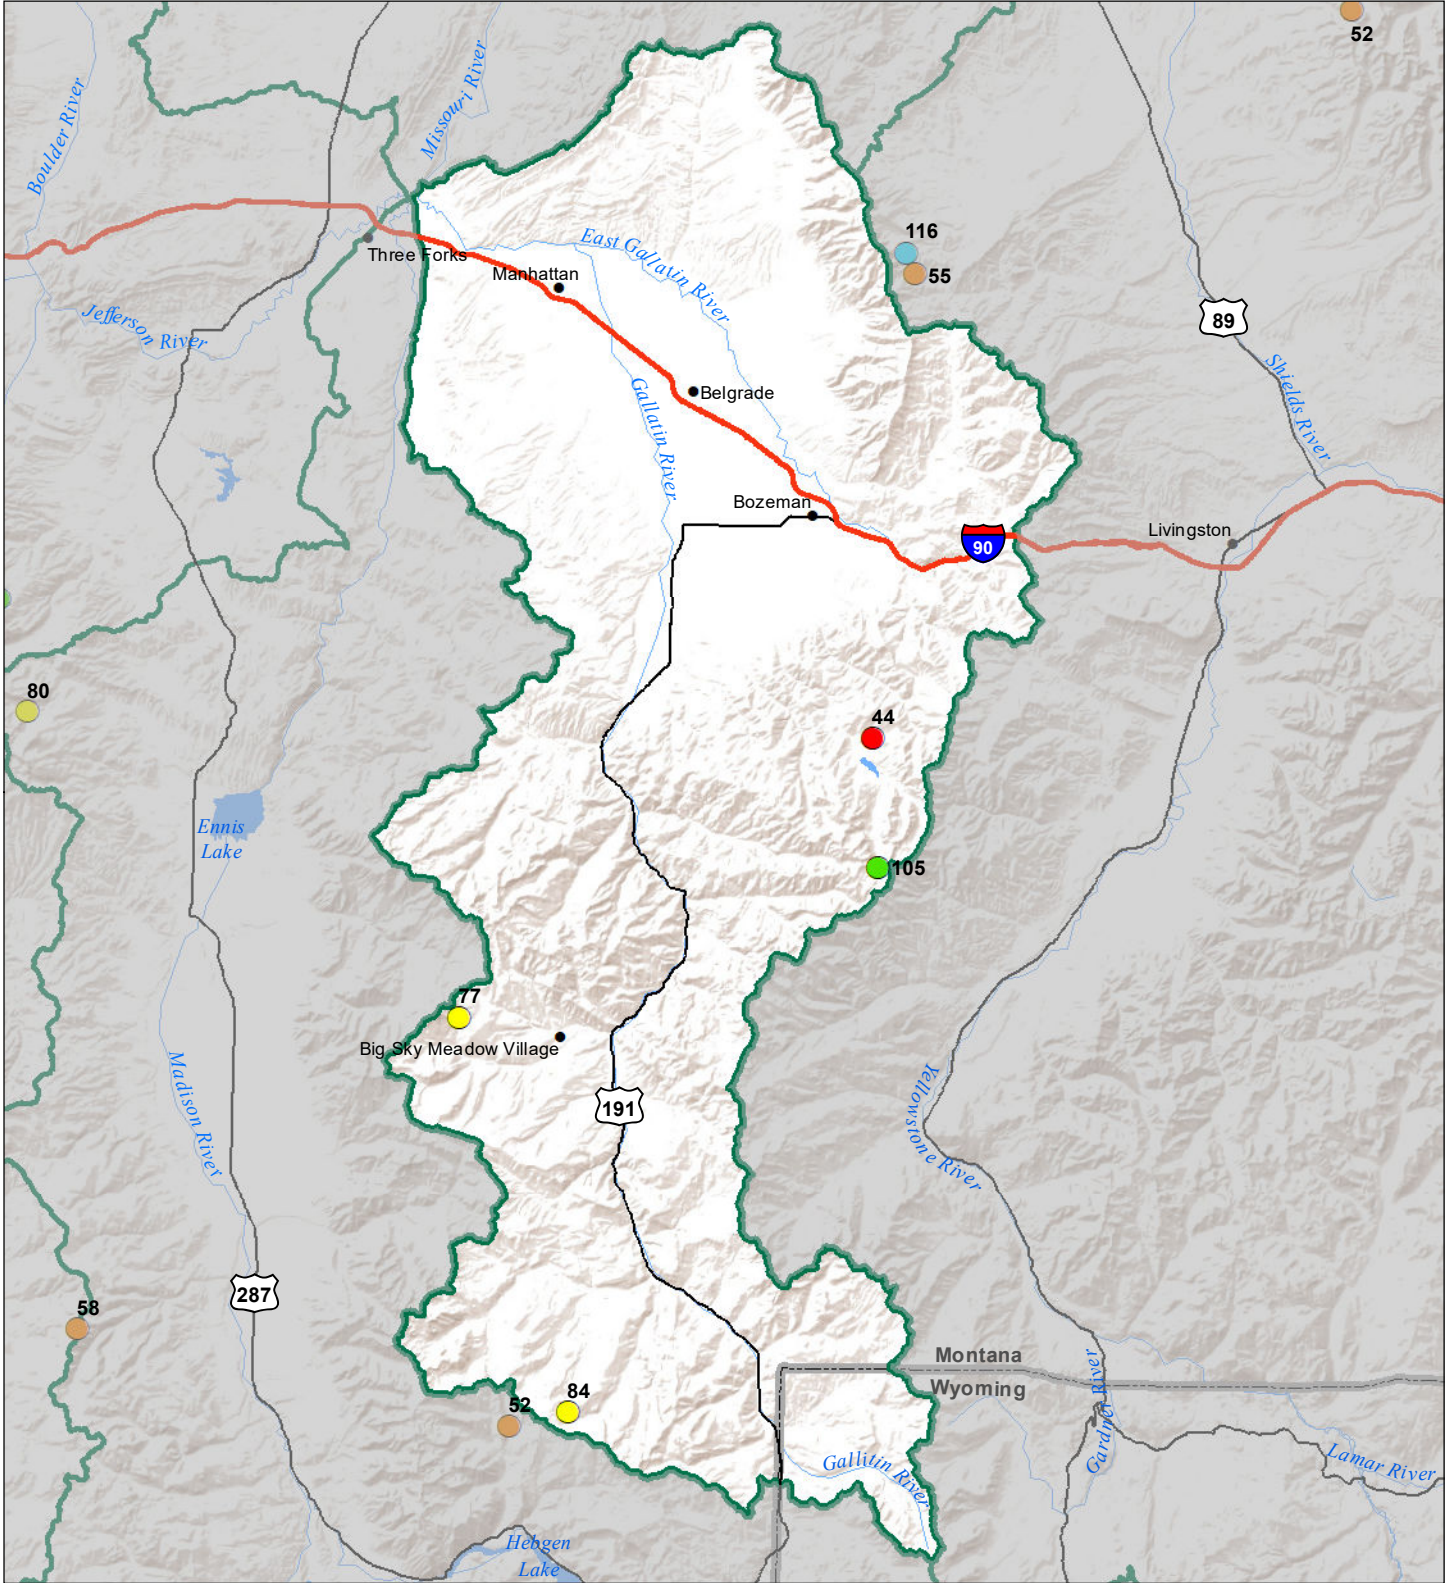 52
Boulder River
Missouri River
116
55
East Gallatin River
Three Forks
Manhattan
Jefferson River
89
Shields River
Belgrade
Gallatin River
Bozeman
90
Livingston
80
44
Ennis
Lake
105
77
Big Sky Meadow Village
Madison River
191
Yellowstone River
287
58
Montana
Wyoming
Gardner River
84
52
Gallitin River
Lamar River
Hebgen
Lake